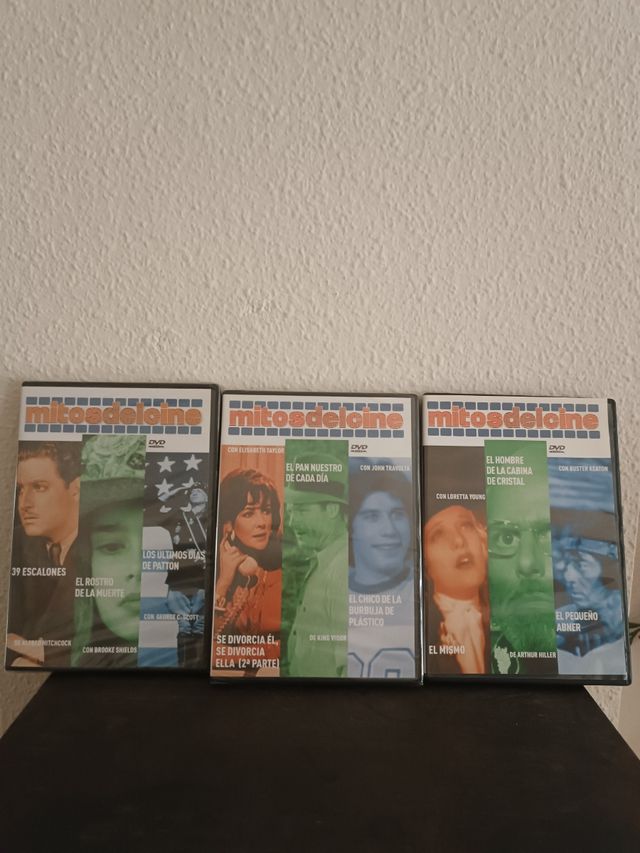 mitosdelcine
DVD
39 ESCALONES
DE ALFRED HITCHCOCK
EL ROSTRO
DE LA MUERTE
CON BROOKE SHIELDS
LOS ULTIMOS DIAS
DE PATTON
CON GEORGE C. SCOTT
mitosdelcine
DVD
CON ELISABETH TAYLOR
SE DIVORCIA ÉL,
SE DIVORCIA
ELLA (2ª PARTE)
EL PAN NUESTRO
DE CADA DÍA
DE KING VIDOR
CON JOHN TRAVOLTA
EL CHICO DE LA
BURBUJA DE
PLÁSTICO
mitosdelcine
DVD
CON LORETTA YOUNG
EL MISMO
EL HOMBRE
DE LA CABINA
DE CRISTAL
DE ARTHUR HILLER
CON BUSTER KEATON
EL PEQUEÑO
ABNER